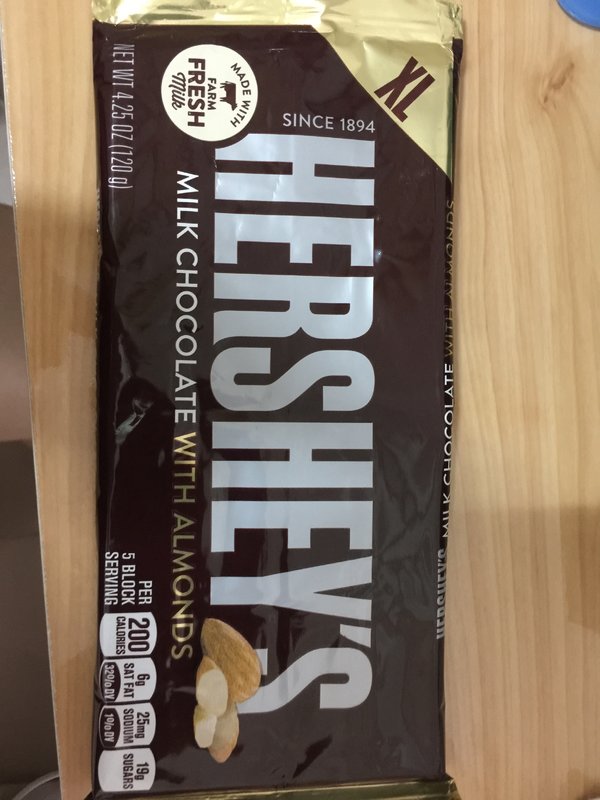 XL
SINCE 1894
HERSHEY'S
MILK CHOCOLATE WITH ALMONDS
MADE WITH
FARM
FRESH
Milk
NET WT 4.25 OZ (120 g)
PER
5 BLOCK
SERVING
200
CALORIES
6g
SAT FAT
32% DV
25mg
SODIUM
1% DV
19g
SUGARS
HERSHEY'S MILK CHOCOLATE WITH ALMONDS